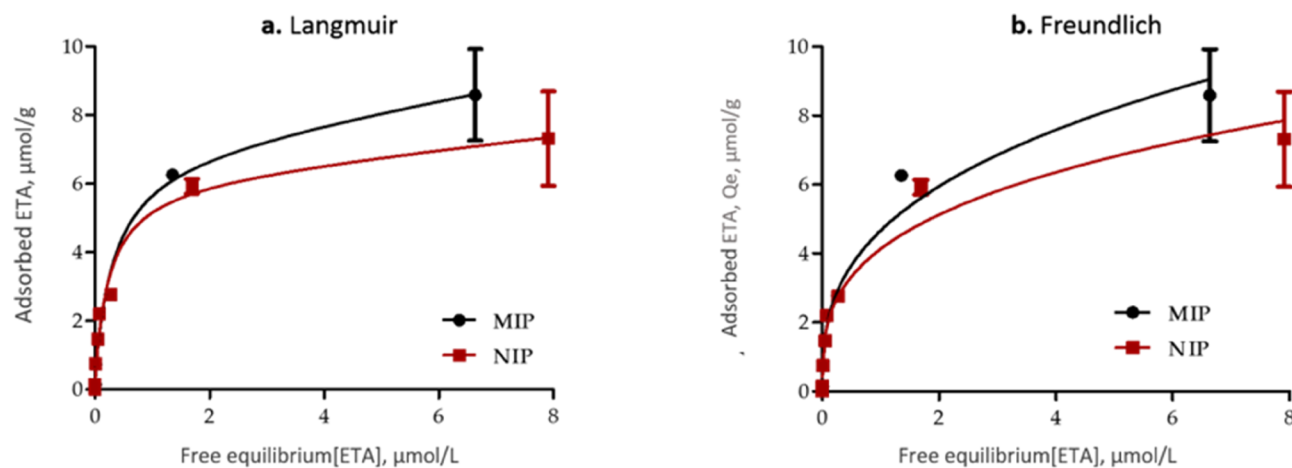 a. Langmuir
10
8
6
4
2
0
Adsorbed ETA, µmol/g
MIP
NIP
0 2 4 6 8
Free equilibrium[ETA], µmol/L
b. Freundlich
10
8
6
4
2
0
, Adsorbed ETA, Qe, µmol/g
MIP
NIP
0 2 4 6 8
Free equilibrium[ETA], µmol/L